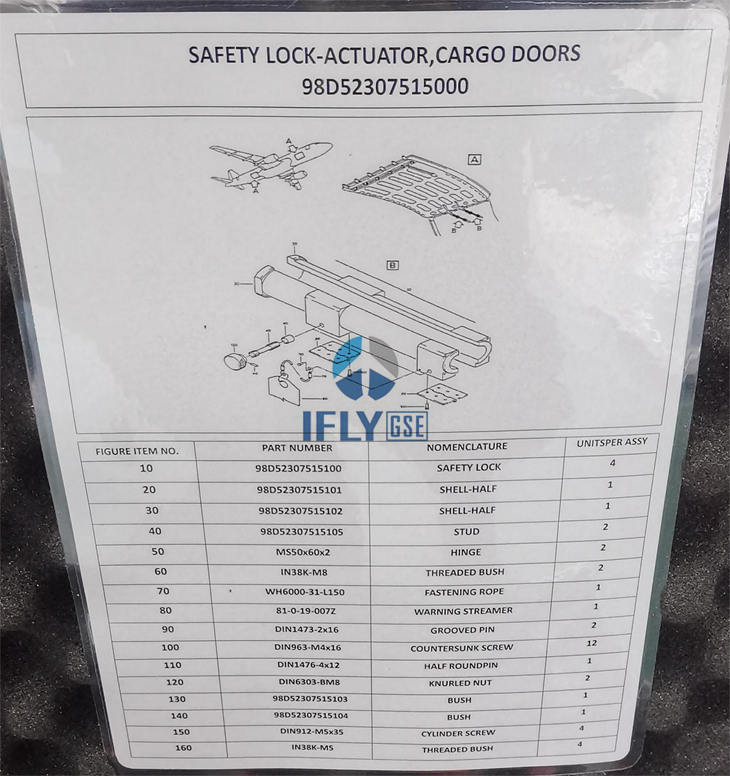 SAFETY LOCK-ACTUATOR,CARGO DOORS
98D52307515000
A
A
A
B
B
B
IFLY GSE
FIGURE ITEM NO. PART NUMBER NOMENCLATURE UNITSPER ASSY
10 98D52307515100 SAFETY LOCK 4
20 98D52307515101 SHELL-HALF 1
30 98D52307515102 SHELL-HALF 1
40 98D52307515105 STUD 2
50 MS50x60x2 HINGE 2
60 IN38K-M8 THREADED BUSH 2
70 WH6000-31-L150 FASTENING ROPE 1
80 81-0-19-007Z WARNING STREAMER 1
90 DIN1473-2x16 GROOVED PIN 2
100 DIN963-M4x16 COUNTERSUNK SCREW 12
110 DIN1476-4x12 HALF ROUNDPIN 1
120 DIN6303-BM8 KNURLED NUT 2
130 98D52307515103 BUSH 1
140 98D52307515104 BUSH 1
150 DIN912-M5x35 CYLINDER SCREW 4
160 IN38K-M5 THREADED BUSH 4